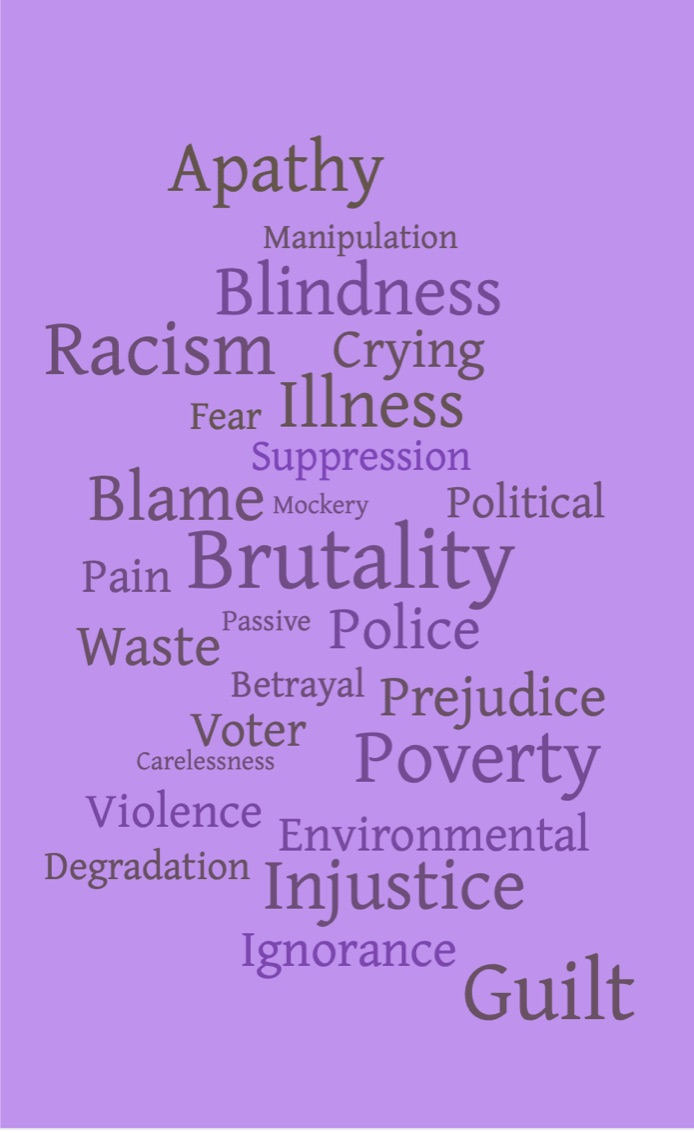 Apathy
Manipulation
Blindness
Racism Crying
Fear Illness
Suppression
Blame Mockery Political
Pain Brutality
Waste Passive Police
Betrayal Prejudice
Voter
Carelessness Poverty
Violence Environmental
Degradation Injustice
Ignorance
Guilt